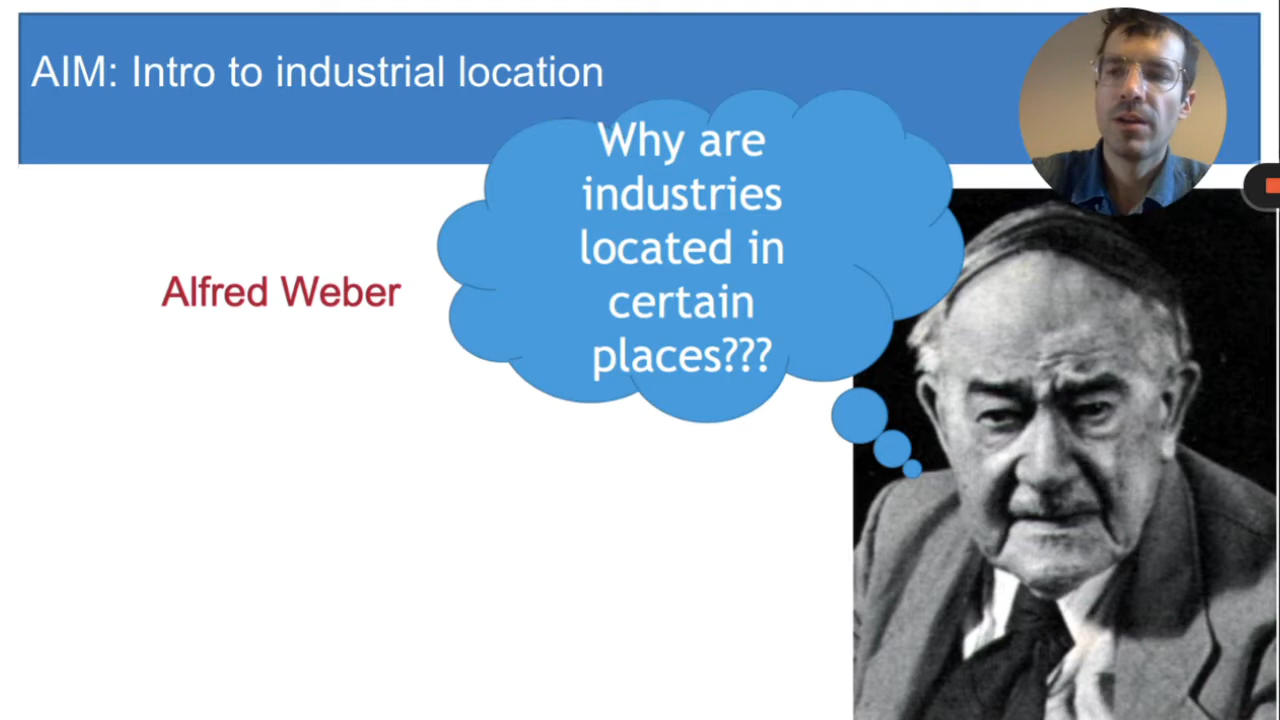 AIM: Intro to industrial location
Why are
industries
located in
certain
places???
Alfred Weber